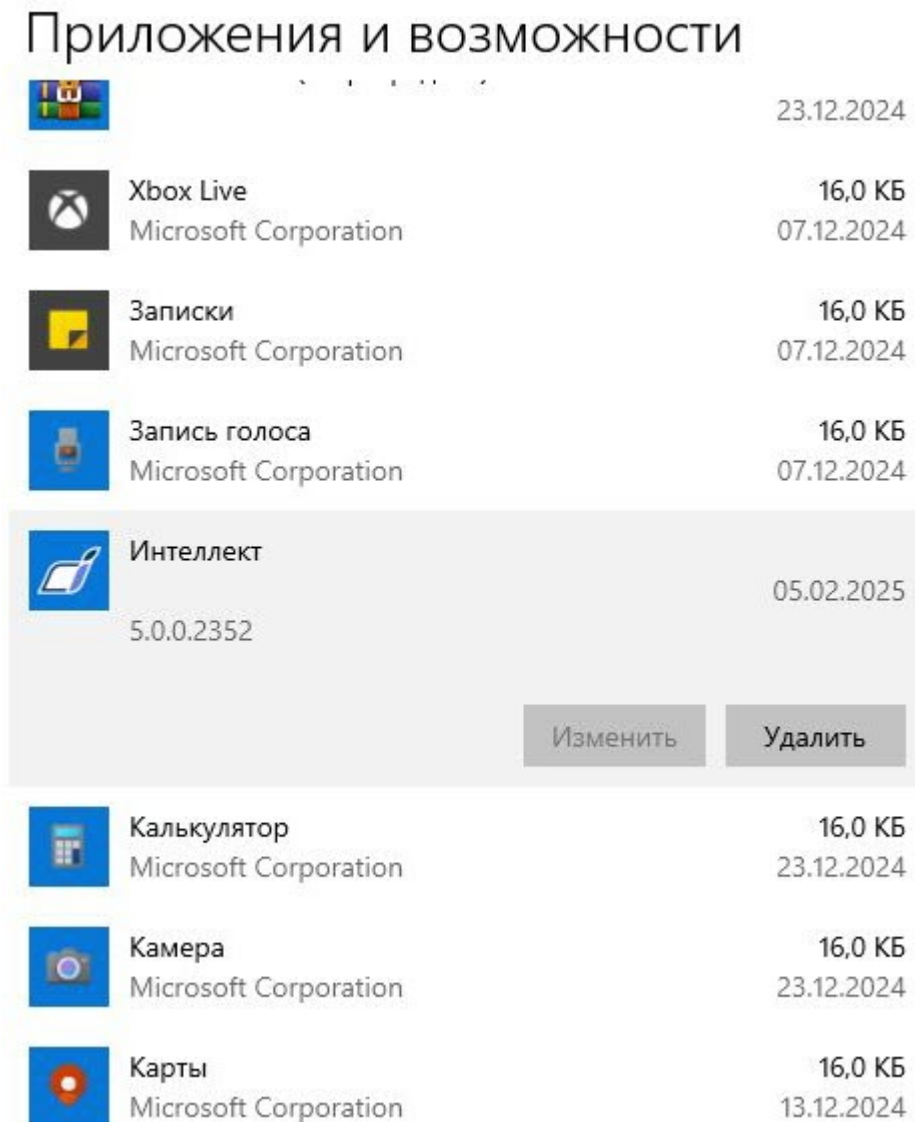 Приложения и возможности
23.12.2024
Xbox Live
16,0 КБ
Microsoft Corporation
07.12.2024
Записки
16,0 КБ
Microsoft Corporation
07.12.2024
Запись голоса
16,0 КБ
Microsoft Corporation
07.12.2024
Интеллект
05.02.2025
5.0.0.2352
Изменить
Удалить
Калькулятор
16,0 КБ
Microsoft Corporation
23.12.2024
Камера
16,0 КБ
Microsoft Corporation
23.12.2024
Карты
16,0 КБ
Microsoft Corporation
13.12.2024